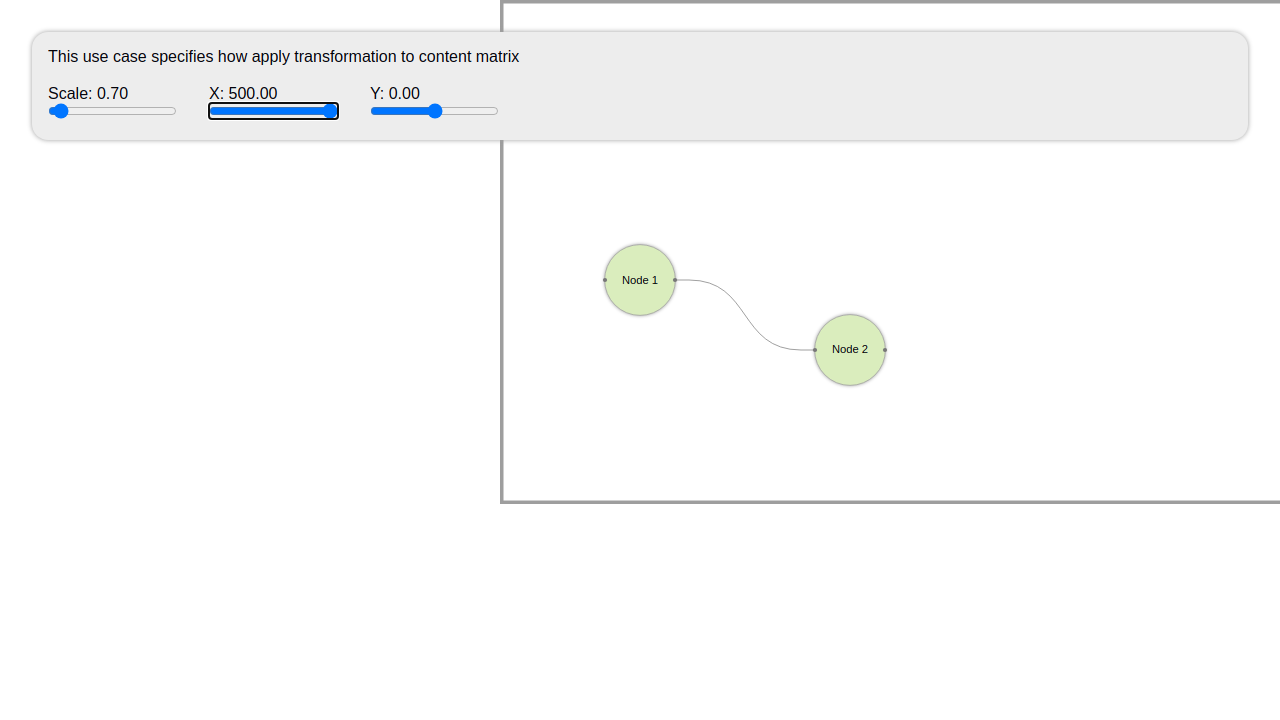 This use case specifies how apply transformation to content matrix
Scale: 0.70
X: 500.00
Y: 0.00
Node 1
Node 2